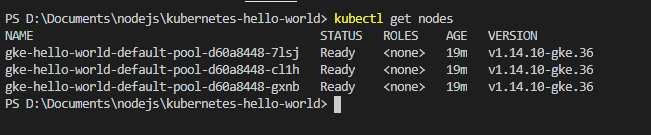 PS D:\Documents\nodejs\kubernetes-hello-world> kubectl get nodes
NAME STATUS ROLES AGE VERSION
gke-hello-world-default-pool-d60a8448-7lsj Ready <none> 19m v1.14.10-gke.36
gke-hello-world-default-pool-d60a8448-cl1h Ready <none> 19m v1.14.10-gke.36
gke-hello-world-default-pool-d60a8448-gxnb Ready <none> 19m v1.14.10-gke.36
PS D:\Documents\nodejs\kubernetes-hello-world>